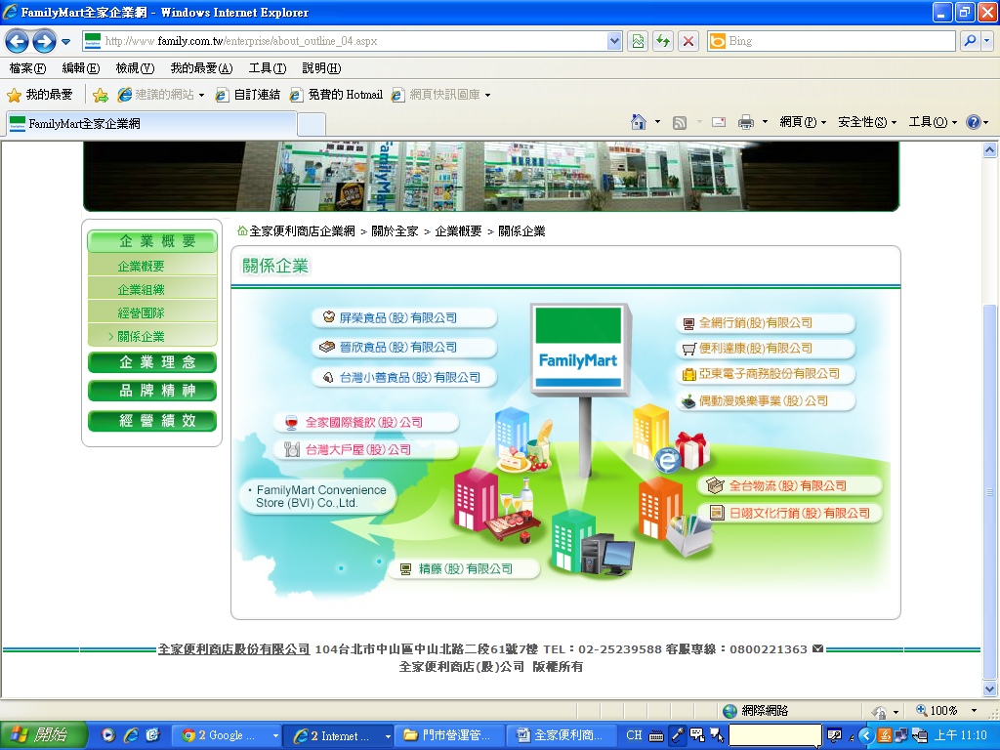 FamilyMart全家企業網 - Windows Internet Explorer
http://www.family.com.tw/enterprise/about_outline_04.aspx
Bing
檔案(F) 編輯(E) 檢視(V) 我的最愛(A) 工具(T) 說明(H)
我的最愛 建議的網站 自訂連結 免費的 Hotmail 網頁快訊圖庫
FamilyMart全家企業網
網頁(P) 安全性(S) 工具(O)
FamilyMart
全家便利商店企業網 > 關於全家 > 企業概要 > 關係企業
企業概要
企業概要
企業組織
經營團隊
> 關係企業
企業理念
品牌精神
經營績效
關係企業
屏榮食品(股)有限公司
晉欣食品(股)有限公司
台灣小善食品(股)有限公司
FamilyMart
全網行銷(股)有限公司
便利達康(股)有限公司
亞東電子商務股份有限公司
偶動漫娛樂事業(股)公司
全家國際餐飲(股)公司
台灣大戶屋(股)公司
・FamilyMart Convenience
Store (BVI) Co.,Ltd.
全台物流(股)有限公司
日翊文化行銷(股)有限公司
精藤(股)有限公司
全家便利商店股份有限公司 104台北市中山區中山北路二段61號7樓 TEL：02-25239588 客服專線：0800221363
全家便利商店(股)公司 版權所有
網際網路 100%
開始 2 Google ... 2 Internet ... 門市營運管... 全家便利商... CH 上午 11:10